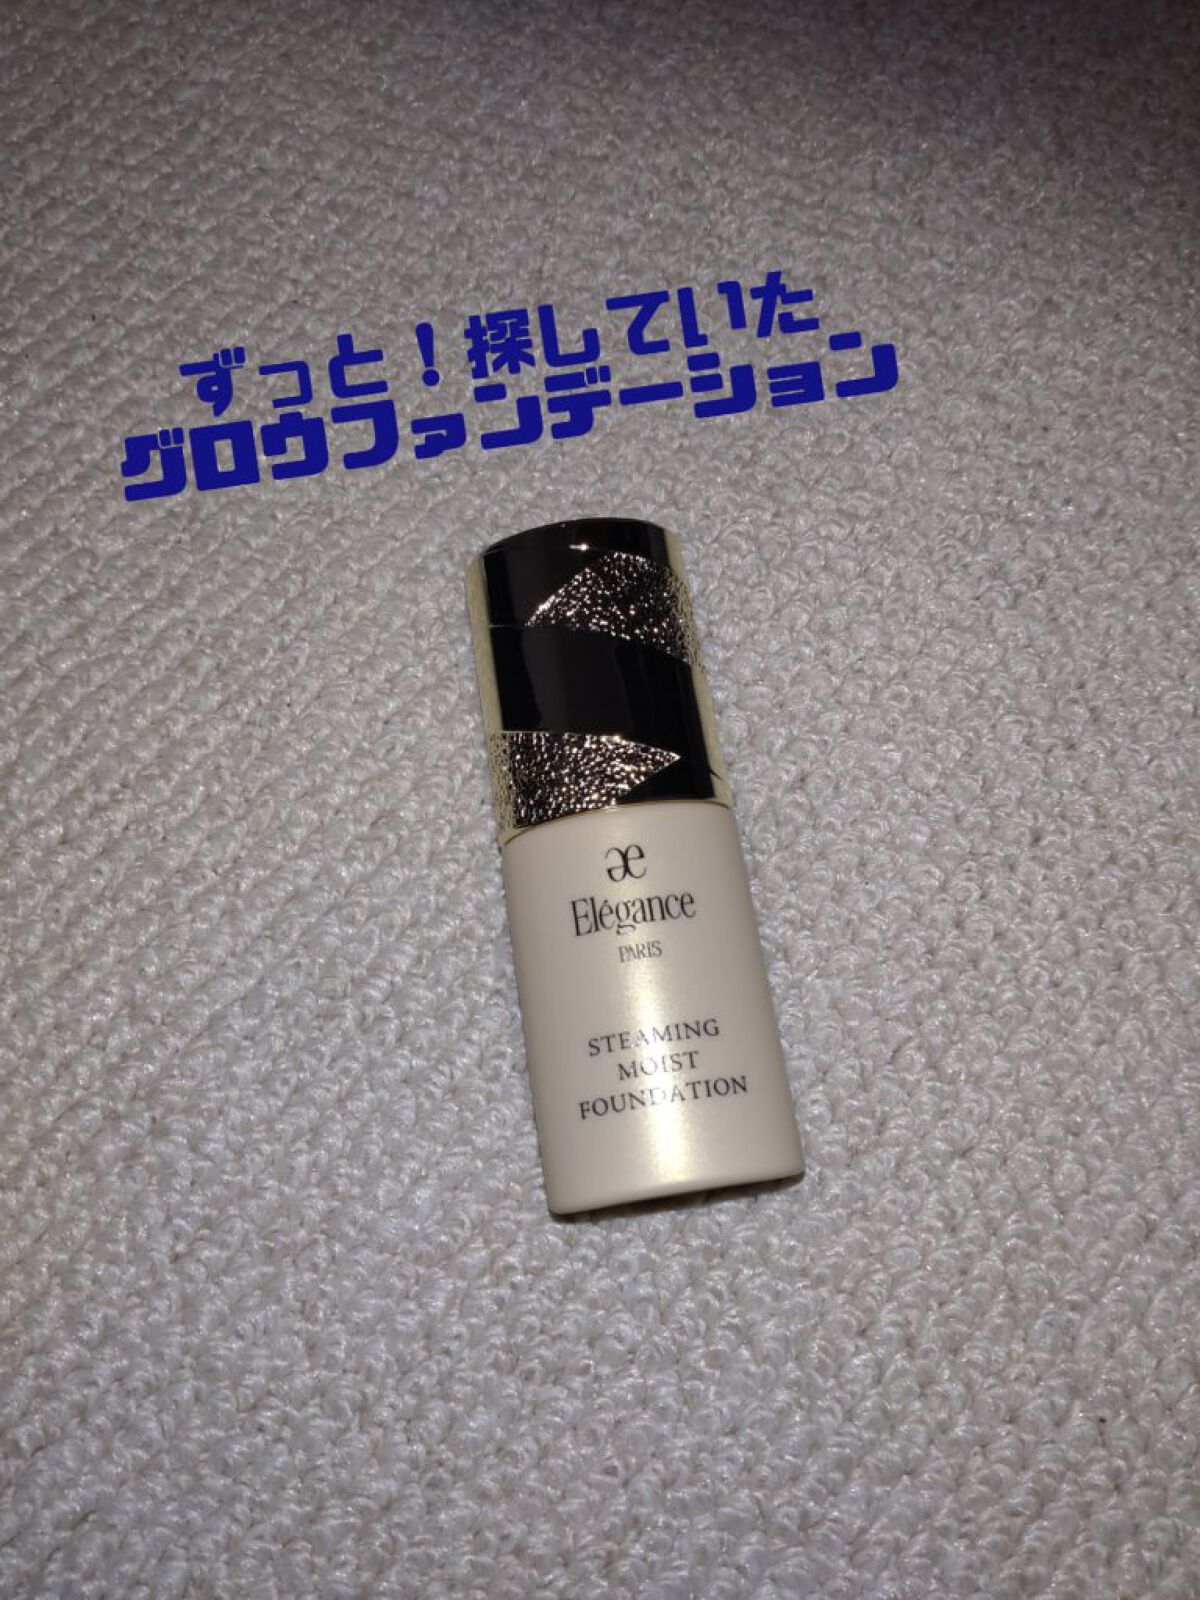 ずっと！探していた
グロウファンデーション
æ
Elégance
PARIS
STEAMING
MOIST
FOUNDATION